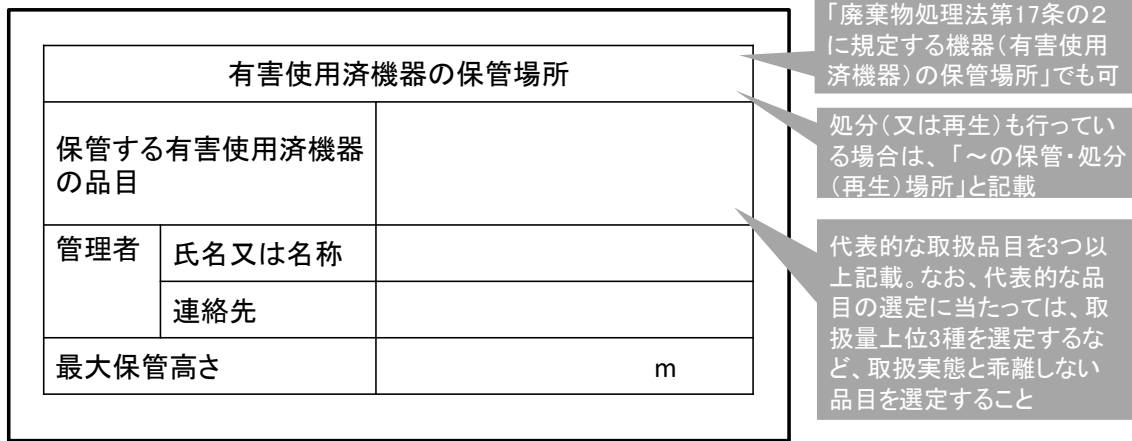 有害使用済機器の保管場所
保管する有害使用済機器
の品目
管理者
氏名又は名称
連絡先
最大保管高さ
m
「廃棄物処理法第17条の2
に規定する機器(有害使用
済機器)の保管場所」でも可
処分(又は再生)も行ってい
る場合は、「~の保管・処分
(再生)場所」と記載
代表的な取扱品目を3つ以
上記載。なお、代表的な品
目の選定に当たっては、取
扱量上位3種を選定するな
ど、取扱実態と乖離しない
品目を選定すること